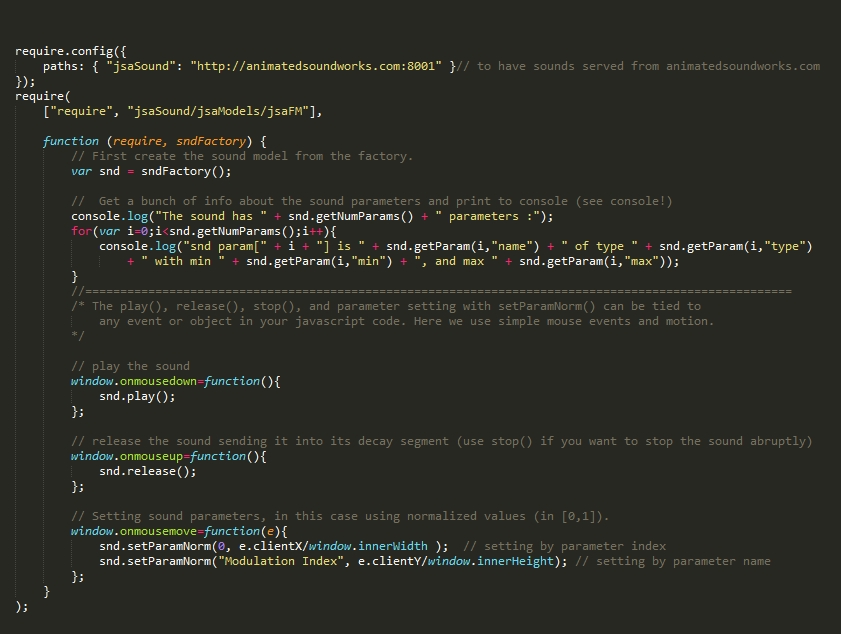 require.config({
    paths: { "jsaSound": "http://animatedsoundworks.com:8001" }// to have sounds served from animatedsoundworks.com
});
require(
    ["require", "jsaSound/jsaModels/jsaFM"],

    function (require, sndFactory) {
        // First create the sound model from the factory.
        var snd = sndFactory();

        //  Get a bunch of info about the sound parameters and print to console (see console!)
        console.log("The sound has " + snd.getNumParams() + " parameters :");
        for(var i=0;i<snd.getNumParams();i++){
            console.log("snd param[" + i + "] is " + snd.getParam(i,"name") + " of type " + snd.getParam(i,"type")
                + " with min " + snd.getParam(i,"min") + ", and max " + snd.getParam(i,"max"));
        }
        //=====================================================================================================
        /* The play(), release(), stop(), and parameter setting with setParamNorm() can be tied to
            any event or object in your javascript code. Here we use simple mouse events and motion.
        */

        // play the sound
        window.onmousedown=function(){
            snd.play();
        };

        // release the sound sending it into its decay segment (use stop() if you want to stop the sound abruptly)
        window.onmouseup=function(){
            snd.release();
        };

        // Setting sound parameters, in this case using normalized values (in [0,1]).
        window.onmousemove=function(e){
            snd.setParamNorm(0, e.clientX/window.innerWidth );  // setting by parameter index
            snd.setParamNorm("Modulation Index", e.clientY/window.innerHeight); // setting by parameter name
        };
    }
);